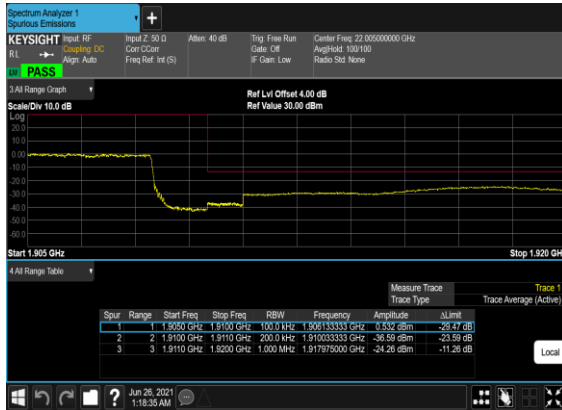 Spectrum Analyzer 1
Spurious Emissions
KEYSIGHT Input: RF Input Z: 50 Ω Atten: 40 dB Trig: Free Run Center Freq: 22.005000000 GHz
RL Coupling: DC Corr CCorr Gate: Off Avg|Hold: 100/100
Align: Auto Freq Ref: Int (S) IF Gain: Low Radio Std: None
PASS
3 All Range Graph
Ref Lvl Offset 4.00 dB
Scale/Div 10.0 dB Ref Value 30.00 dBm
Log
20.0
10.0
0.00
-10.0
-20.0
-30.0
-40.0
-50.0
-60.0
Start 1.905 GHz Stop 1.920 GH
4 All Range Table
Measure Trace Trace 1
Trace Type Trace Average (Active)
Spur Range Start Freq Stop Freq RBW Frequency Amplitude ΔLimit
1 1 1.9050 GHz 1.9100 GHz 100.0 kHz 1.906133333 GHz 0.532 dBm -29.47 dB
2 2 1.9100 GHz 1.9110 GHz 200.0 kHz 1.910033333 GHz -36.59 dBm -23.59 dB
3 3 1.9110 GHz 1.9200 GHz 1.000 MHz 1.917975000 GHz -24.26 dBm -11.26 dB
Local
? Jun 26, 2021
1:18:35 AM